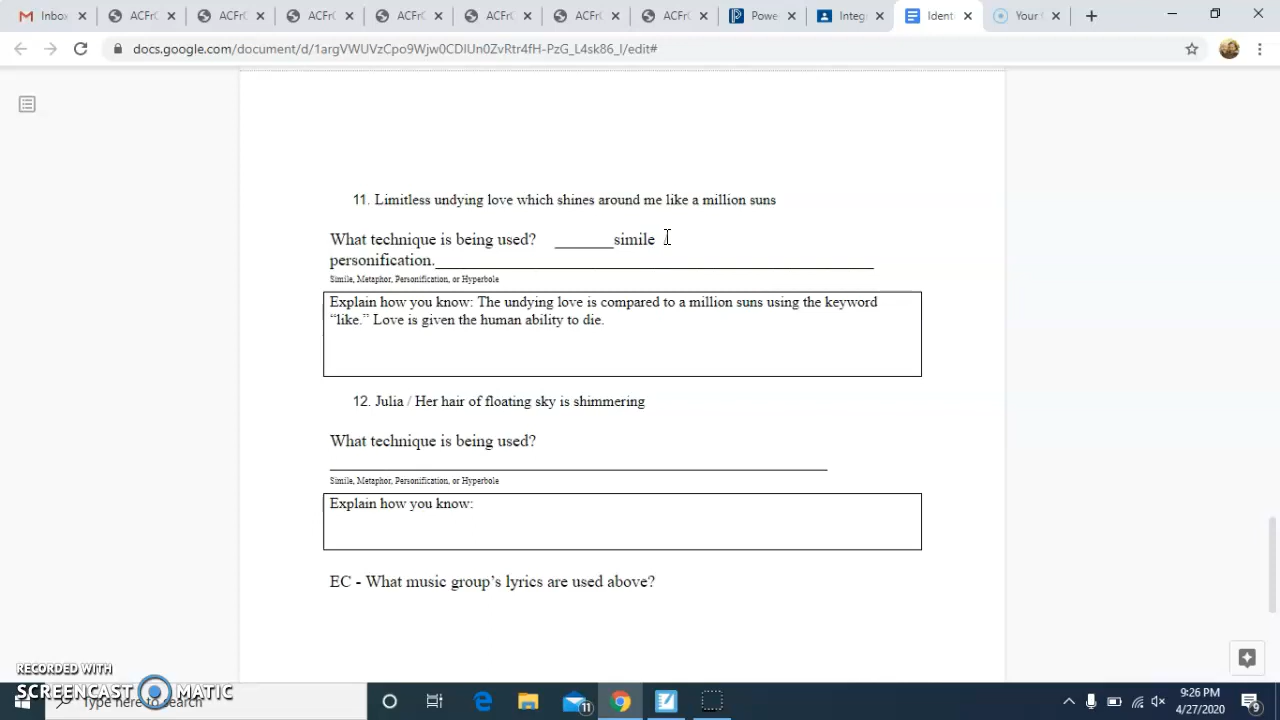 Inbox
ACFrO
ACFrO
ACFrO
ACFrO
ACFrO
ACFrO
ACFrO
Power
Integ
Ident
Your
docs.google.com/document/d/1argVWUVzCpo9Wjw0CDIUn0ZvRtr4fH-PzG_L4sk86_I/edit#
11. Limitless undying love which shines around me like a million suns
What technique is being used? _______simile
personification.
Simile, Metaphor, Personification, or Hyperbole
Explain how you know: The undying love is compared to a million suns using the keyword
“like.” Love is given the human ability to die.
12. Julia / Her hair of floating sky is shimmering
What technique is being used?
Simile, Metaphor, Personification, or Hyperbole
Explain how you know:
EC - What music group’s lyrics are used above?
RECORDED WITH
SCREENCAST MATIC
Type here to search
11
9:26 PM
4/27/2020
9